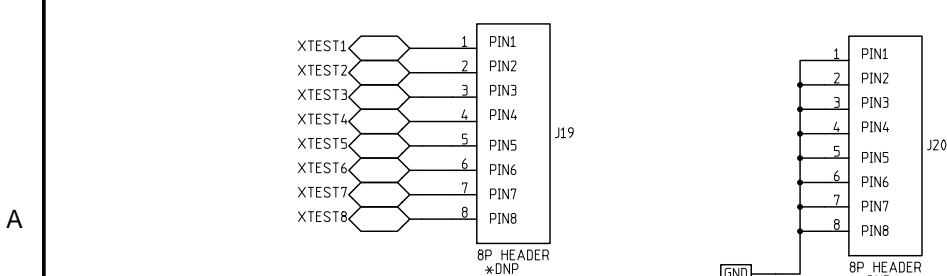 XTEST1 1 PIN1
XTEST2 2 PIN2
XTEST3 3 PIN3
XTEST4 4 PIN4
XTEST5 5 PIN5
XTEST6 6 PIN6
XTEST7 7 PIN7
XTEST8 8 PIN8
J19
8P HEADER
*DNP
1 PIN1
2 PIN2
3 PIN3
4 PIN4
5 PIN5
6 PIN6
7 PIN7
8 PIN8
J20
8P HEADER
GND
A